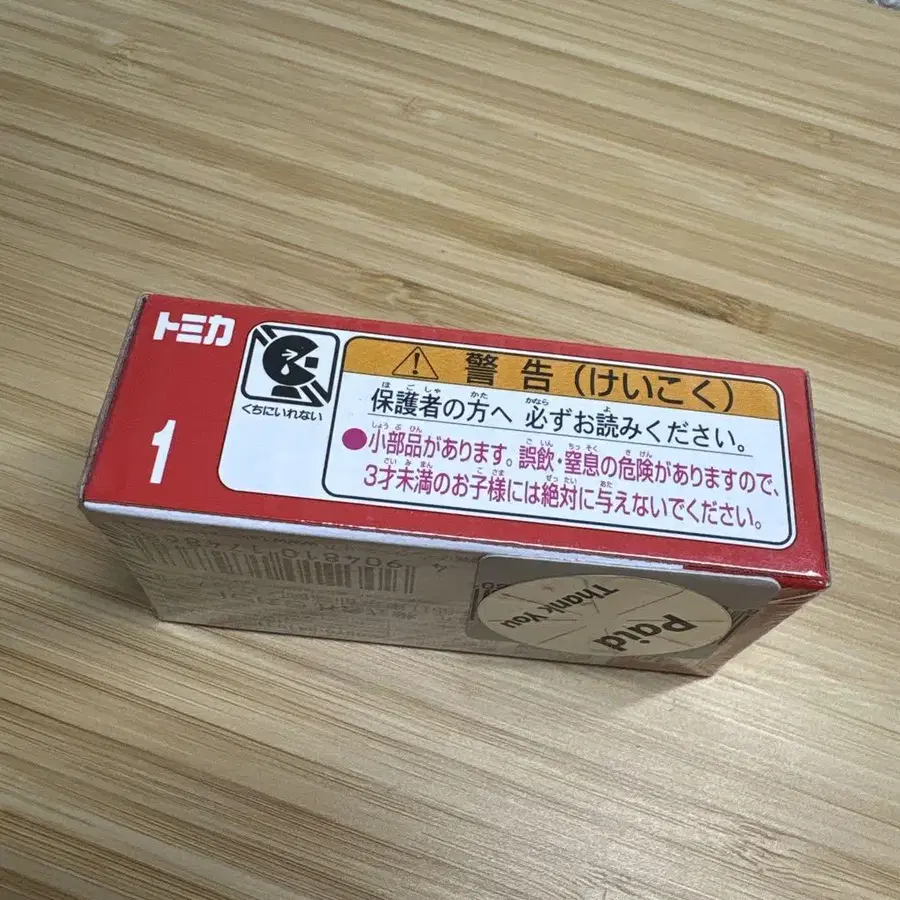 トミカ
1
くちにいれない
警告(けいこく)
保護者の方へ 必ずお読みください。
●小部品があります。誤飲・窒息の危険がありますので、
3才未満のお子様には絶対に与えないでください。
Paid
Thank You